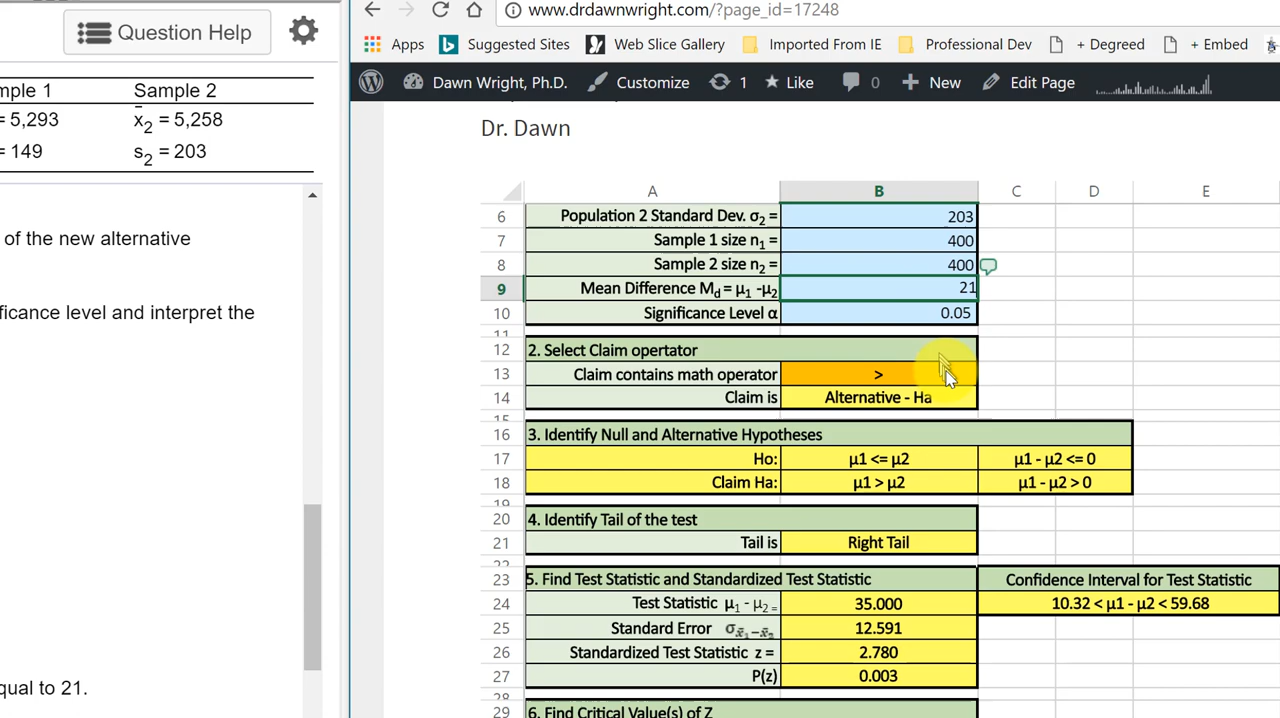 Question Help
mple 1 Sample 2
= 5,293 x̄2 = 5,258
= 149 s2 = 203
of the new alternative
ficance level and interpret the
qual to 21.
www.drdawnwright.com/?page_id=17248
Apps Suggested Sites Web Slice Gallery Imported From IE Professional Dev + Degreed + Embed
Dawn Wright, Ph.D. Customize 1 Like 0 New Edit Page
Dr. Dawn
A B C D E
6 Population 2 Standard Dev. σ2 = 203
7 Sample 1 size n1 = 400
8 Sample 2 size n2 = 400
9 Mean Difference Md = μ1 -μ2 21
10 Significance Level α 0.05
11
12 2. Select Claim opertator
13 Claim contains math operator >
14 Claim is Alternative - Ha
15
16 3. Identify Null and Alternative Hypotheses
17 Ho: μ1 <= μ2 μ1 - μ2 <= 0
18 Claim Ha: μ1 > μ2 μ1 - μ2 > 0
19
20 4. Identify Tail of the test
21 Tail is Right Tail
22
23 5. Find Test Statistic and Standardized Test Statistic Confidence Interval for Test Statistic
24 Test Statistic μ1 - μ2 = 35.000 10.32 < μ1 - μ2 < 59.68
25 Standard Error σx̄1−x̄2 12.591
26 Standardized Test Statistic z = 2.780
27 P(z) 0.003
28
29 6. Find Critical Value(s) of Z